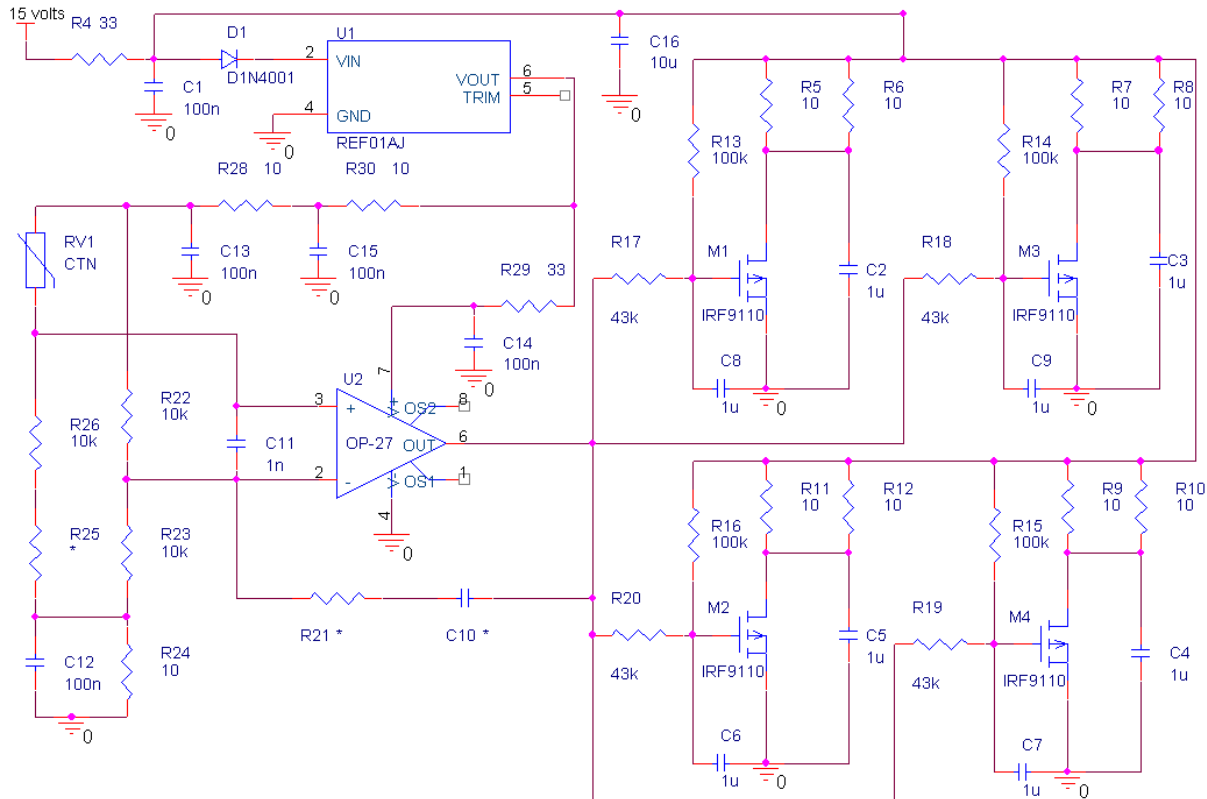 15 volts
R4 33
C1
100n
0
D1
D1N4001
U1
2
VIN
VOUT
6
TRIM
5
4
GND
REF01AJ
0
C16
10u
0
R28 10
R30 10
RV1
CTN
C13
100n
0
C15
100n
0
R29 33
C14
100n
0
R5
10
R6
10
R13
100k
R17
43k
M1
IRF9110
C2
1u
C8
1u
0
R7
10
R8
10
R14
100k
R18
43k
M3
IRF9110
C3
1u
C9
1u
0
R26
10k
R22
10k
C11
1n
U2
7
3
+
V+
OS2
8
OP-27
OUT
6
2
-
V-
OS1
1
4
0
R25
*
R23
10k
R21 *
C10 *
C12
100n
R24
10
0
R11
10
R12
10
R16
100k
R20
43k
M2
IRF9110
C5
1u
C6
1u
0
R9
10
R10
10
R15
100k
R19
43k
M4
IRF9110
C4
1u
C7
1u
0